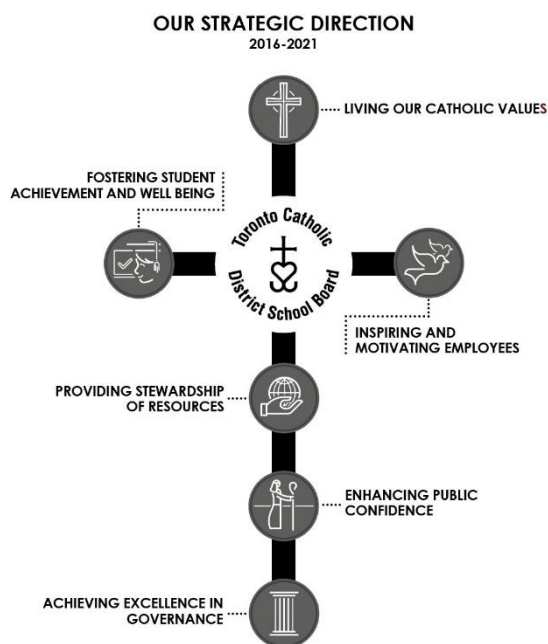 OUR STRATEGIC DIRECTION
2016-2021
LIVING OUR CATHOLIC VALUES
FOSTERING STUDENT
ACHIEVEMENT AND WELL BEING
Toronto Catholic
District School Board
INSPIRING AND
MOTIVATING EMPLOYEES
PROVIDING STEWARDSHIP
OF RESOURCES
ENHANCING PUBLIC
CONFIDENCE
ACHIEVING EXCELLENCE IN
GOVERNANCE